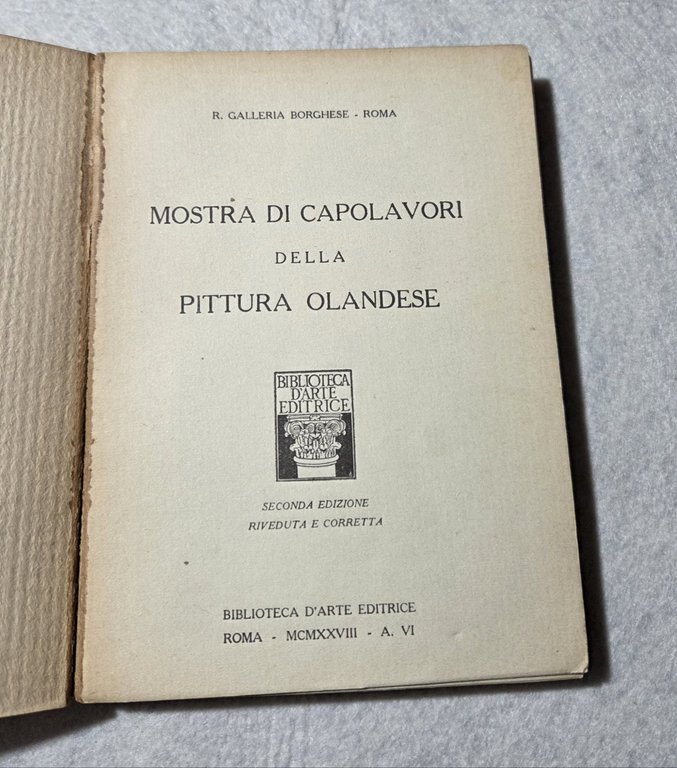 R. GALLERIA BORGHESE - ROMA
MOSTRA DI CAPOLAVORI
DELLA
PITTURA OLANDESE
BIBLIOTECA
D'ARTE
EDITRICE
SECONDA EDIZIONE
RIVEDUTA E CORRETTA
BIBLIOTECA D'ARTE EDITRICE
ROMA - MCMXXVIII - A. VI